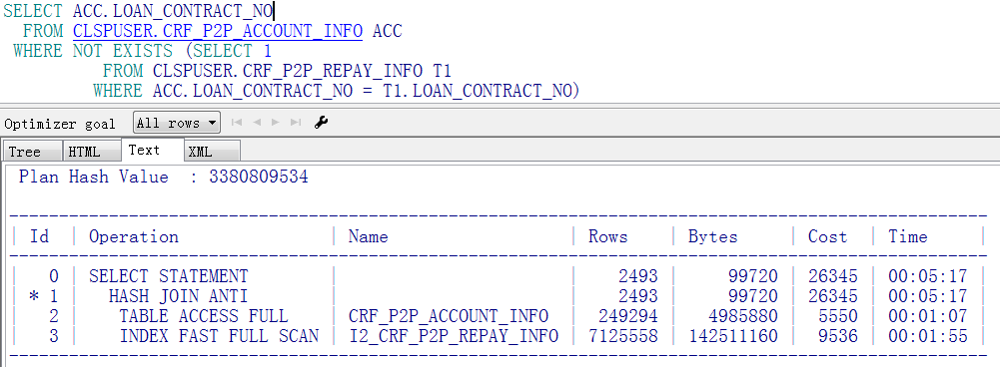 SELECT ACC.LOAN_CONTRACT_NO
FROM CLSPUSER.CRF_P2P_ACCOUNT_INFO ACC
WHERE NOT EXISTS (SELECT 1
FROM CLSPUSER.CRF_P2P_REPAY_INFO T1
WHERE ACC.LOAN_CONTRACT_NO = T1.LOAN_CONTRACT_NO)
Optimizer goal All rows
Tree HTML Text XML
Plan Hash Value : 3380809534
-----------------------------------------------------------------------------------------
| Id | Operation | Name | Rows | Bytes | Cost | Time |
-----------------------------------------------------------------------------------------
| 0 | SELECT STATEMENT | | 2493 | 99720 | 26345 | 00:05:17 |
| * 1 | HASH JOIN ANTI | | 2493 | 99720 | 26345 | 00:05:17 |
| 2 | TABLE ACCESS FULL | CRF_P2P_ACCOUNT_INFO | 249294 | 4985880 | 5550 | 00:01:07 |
| 3 | INDEX FAST FULL SCAN | I2_CRF_P2P_REPAY_INFO | 7125558 | 142511160 | 9536 | 00:01:55 |
-----------------------------------------------------------------------------------------